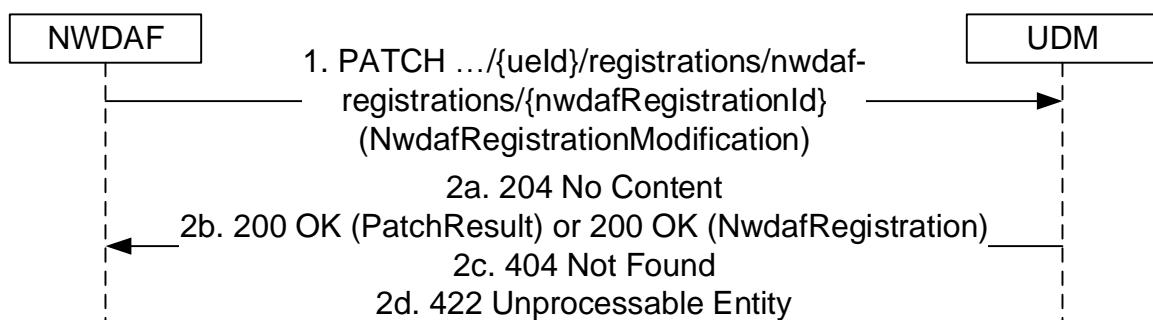 NWDAF
UDM
1. PATCH …/{ueId}/registrations/nwdaf-
registrations/{nwdafRegistrationId}
(NwdafRegistrationModification)
2a. 204 No Content
2b. 200 OK (PatchResult) or 200 OK (NwdafRegistration)
2c. 404 Not Found
2d. 422 Unprocessable Entity